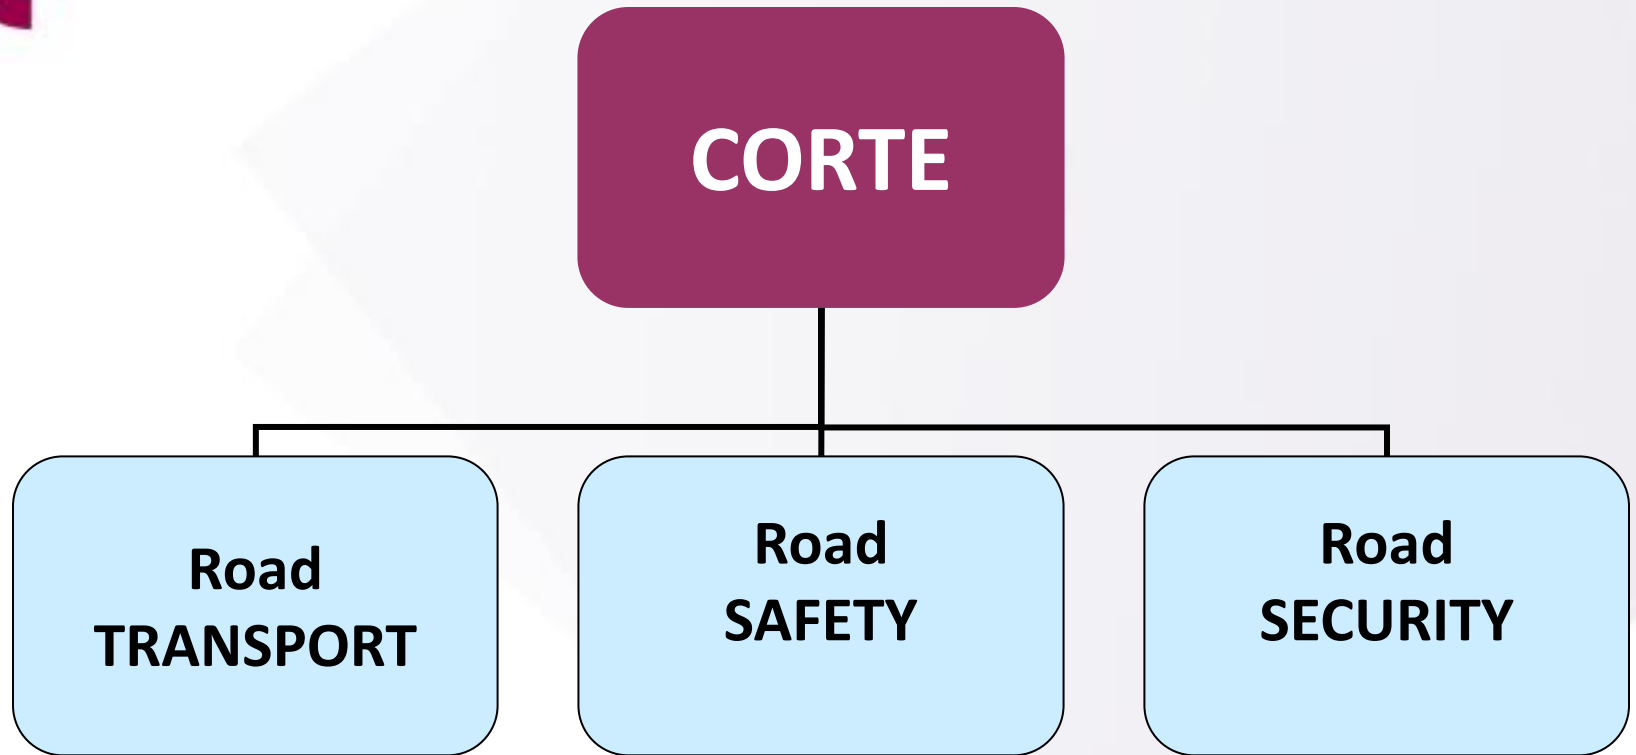 CORTE
Road
TRANSPORT
Road
SAFETY
Road
SECURITY